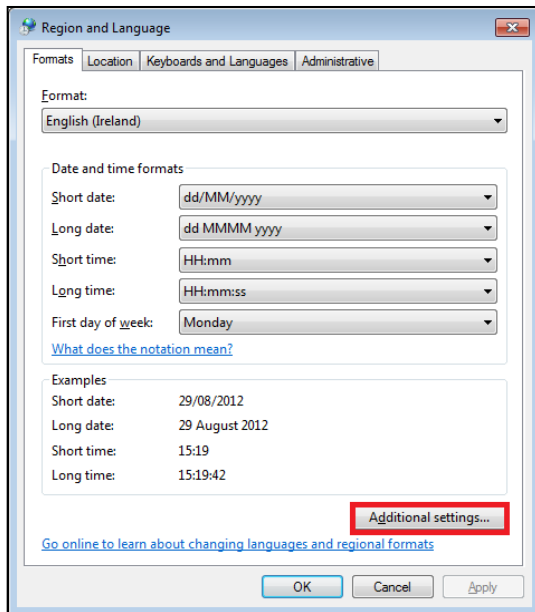 Region and Language
Formats Location Keyboards and Languages Administrative
Format:
English (Ireland)
Date and time formats
Short date: dd/MM/yyyy
Long date: dd MMMM yyyy
Short time: HH:mm
Long time: HH:mm:ss
First day of week: Monday
What does the notation mean?
Examples
Short date: 29/08/2012
Long date: 29 August 2012
Short time: 15:19
Long time: 15:19:42
Additional settings...
Go online to learn about changing languages and regional formats
OK Cancel Apply